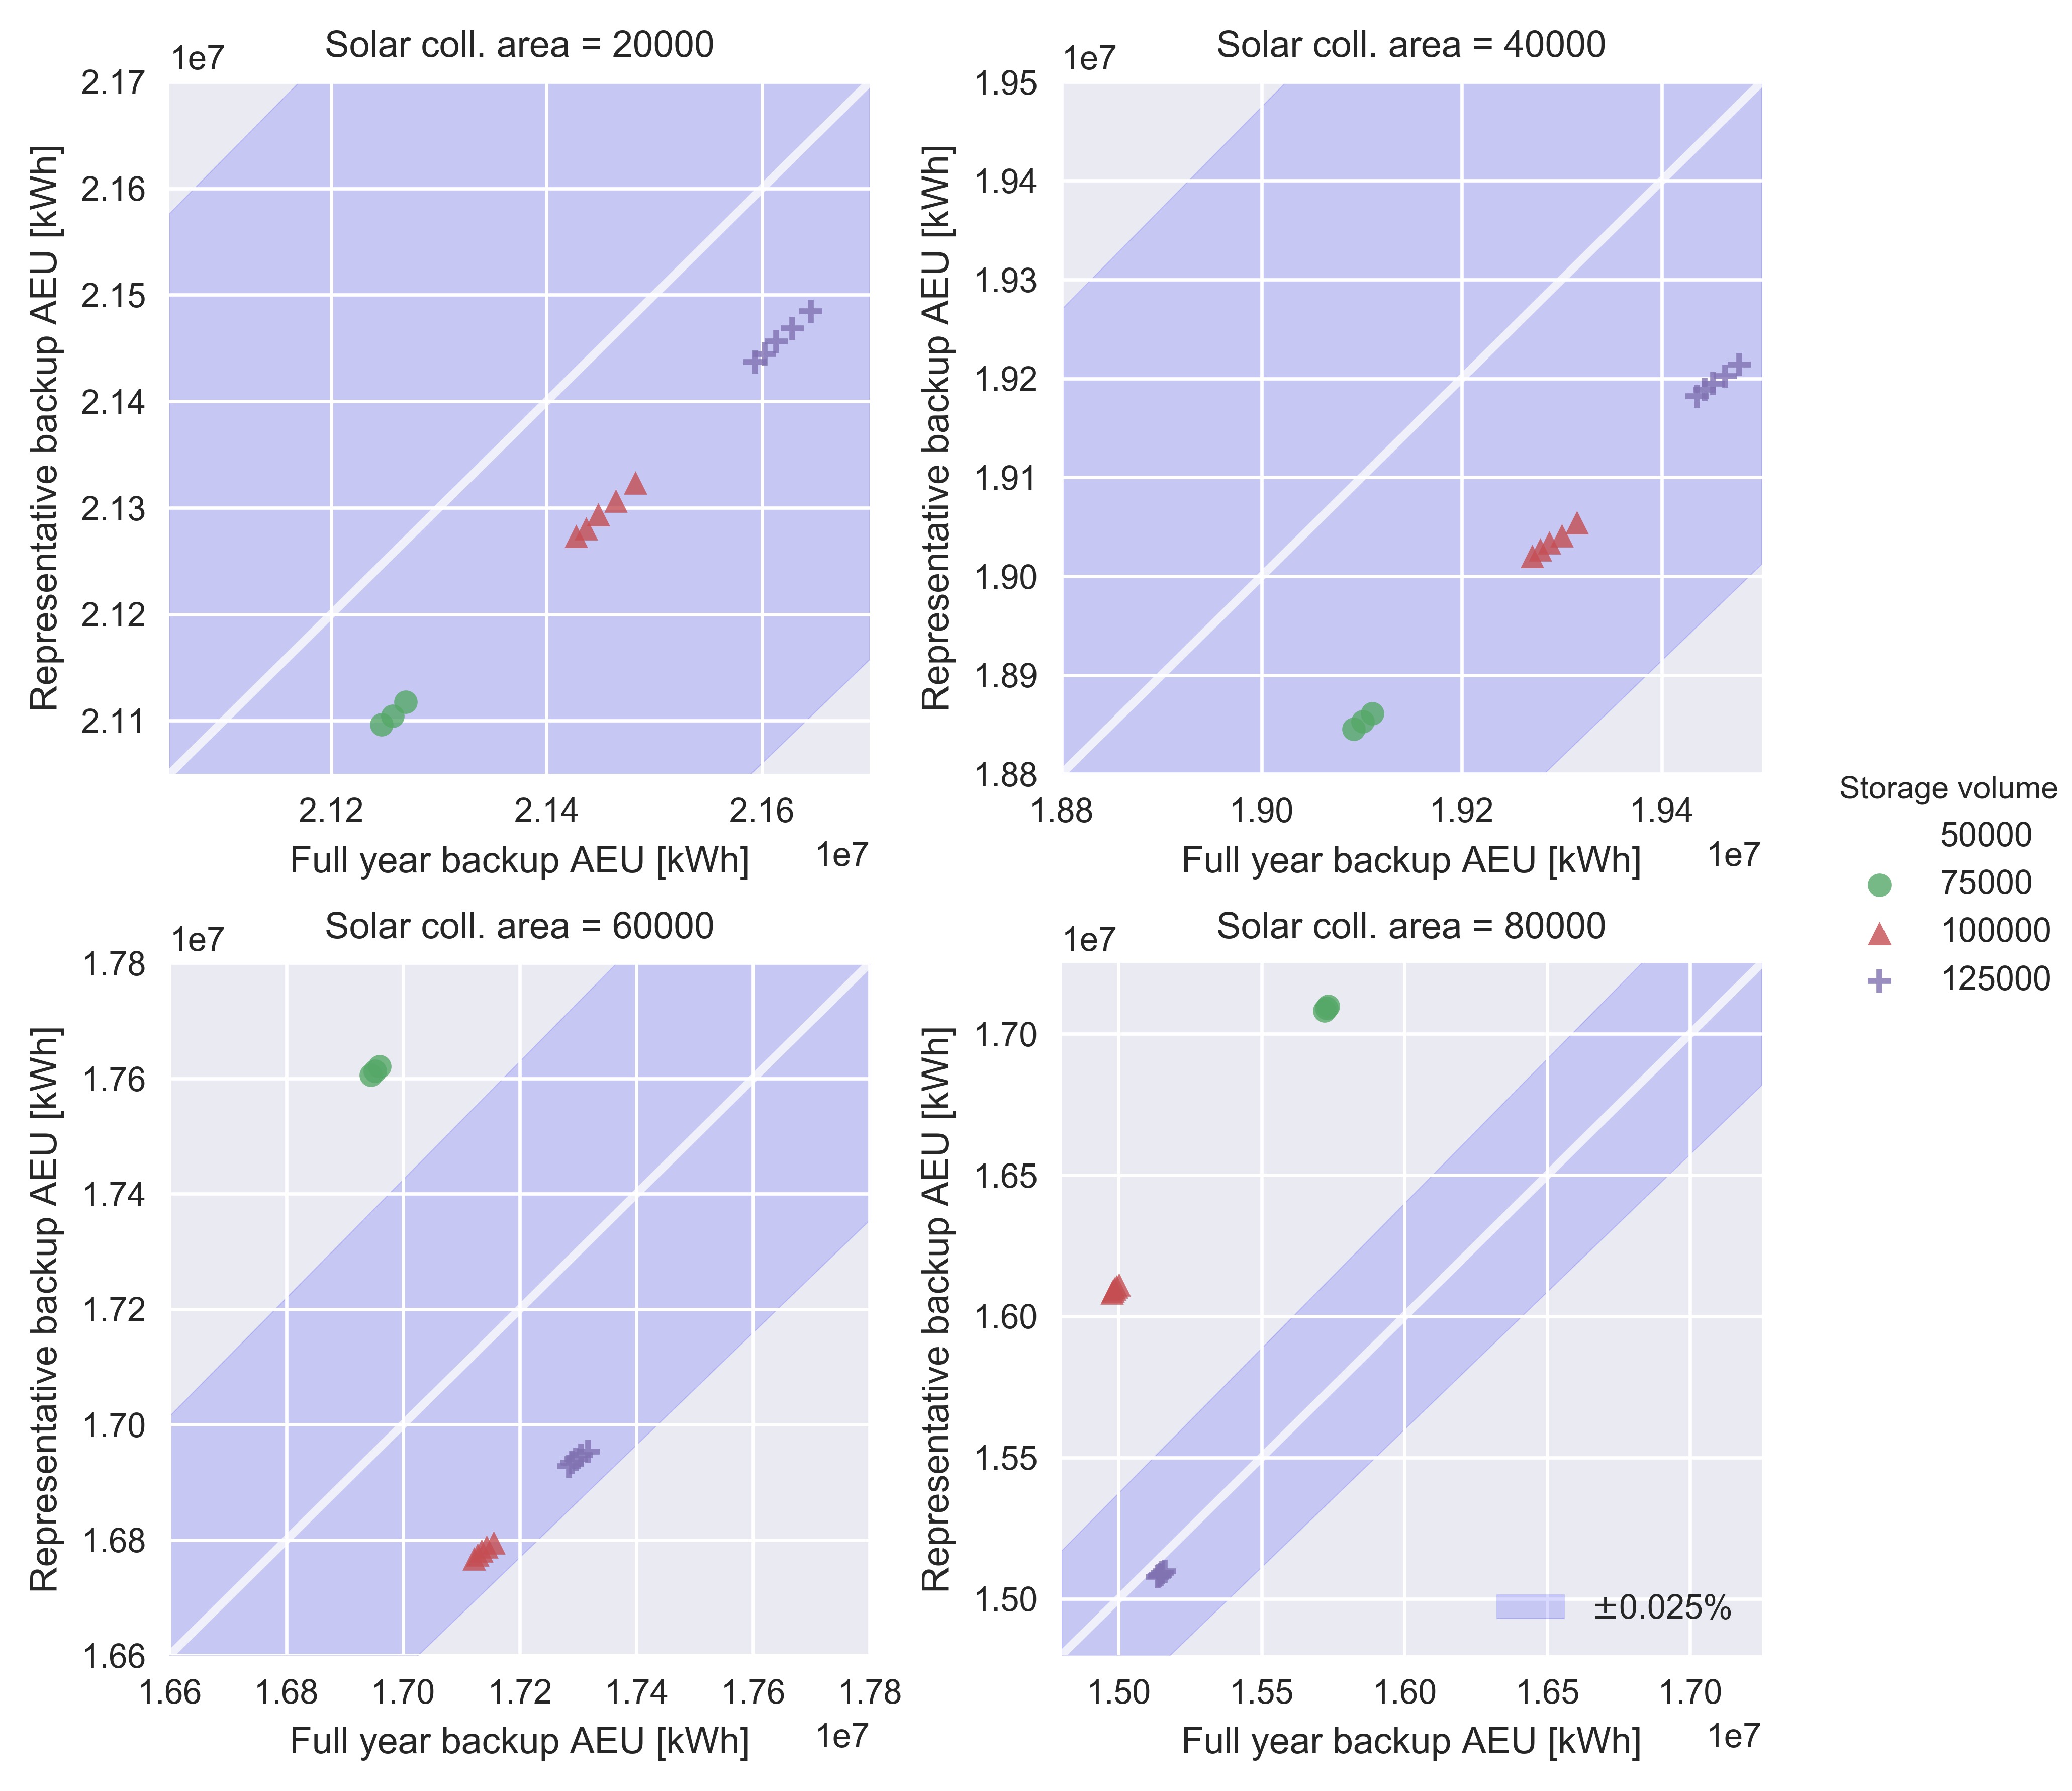 Solar coll. area = 20000
1e7
2.17
2.16
2.15
2.14
2.13
2.12
2.11
Representative backup AEU [kWh]
2.12 2.14 2.16
Full year backup AEU [kWh]
1e7
Solar coll. area = 40000
1e7
1.95
1.94
1.93
1.92
1.91
1.90
1.89
1.88
Representative backup AEU [kWh]
1.88 1.90 1.92 1.94
Full year backup AEU [kWh]
1e7
Storage volume
50000
75000
100000
125000
Solar coll. area = 60000
1e7
1.78
1.76
1.74
1.72
1.70
1.68
1.66
Representative backup AEU [kWh]
1.66 1.68 1.70 1.72 1.74 1.76 1.78
Full year backup AEU [kWh]
1e7
Solar coll. area = 80000
1e7
1.70
1.65
1.60
1.55
1.50
Representative backup AEU [kWh]
±0.025%
1.50 1.55 1.60 1.65 1.70
Full year backup AEU [kWh]
1e7